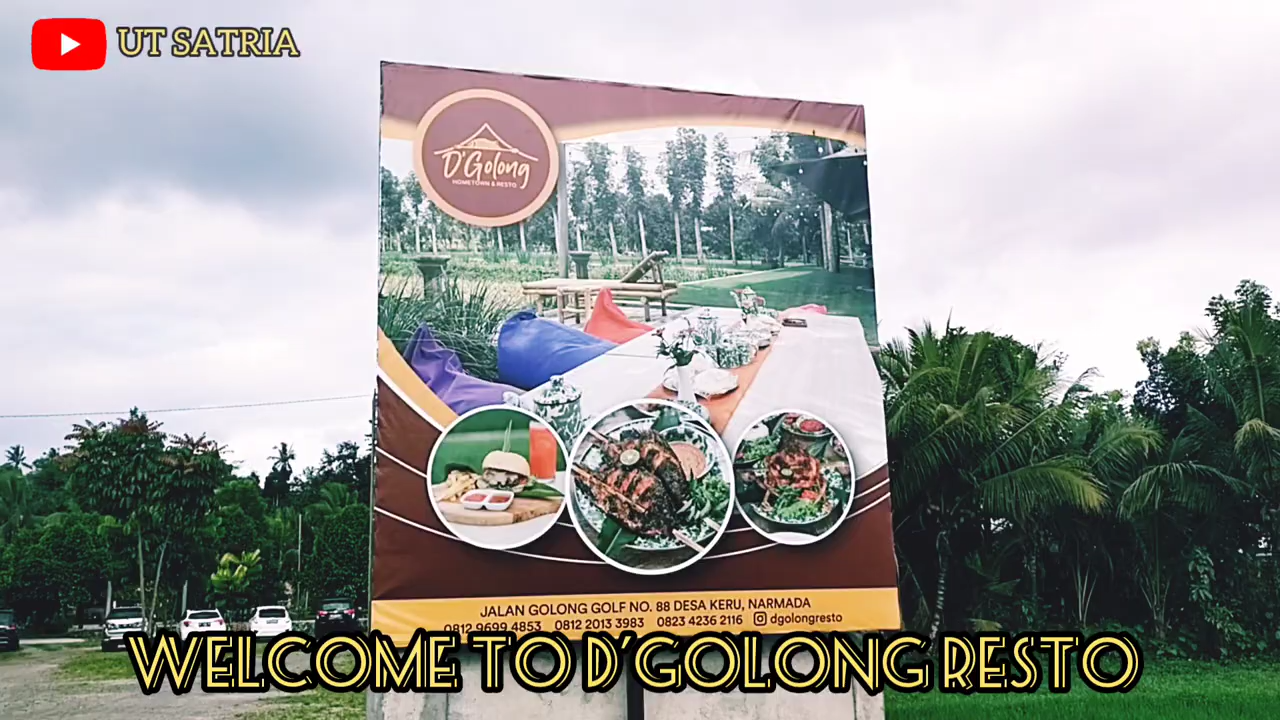 UT SATRIA
D'Golong
HOMETOWN & RESTO
JALAN GOLONG GOLF NO. 88 DESA KERU, NARMADA
0812 9699 4853 0812 2013 3983 0823 4236 2116 dgolongresto
WELCOME TO D'GOLONG RESTO